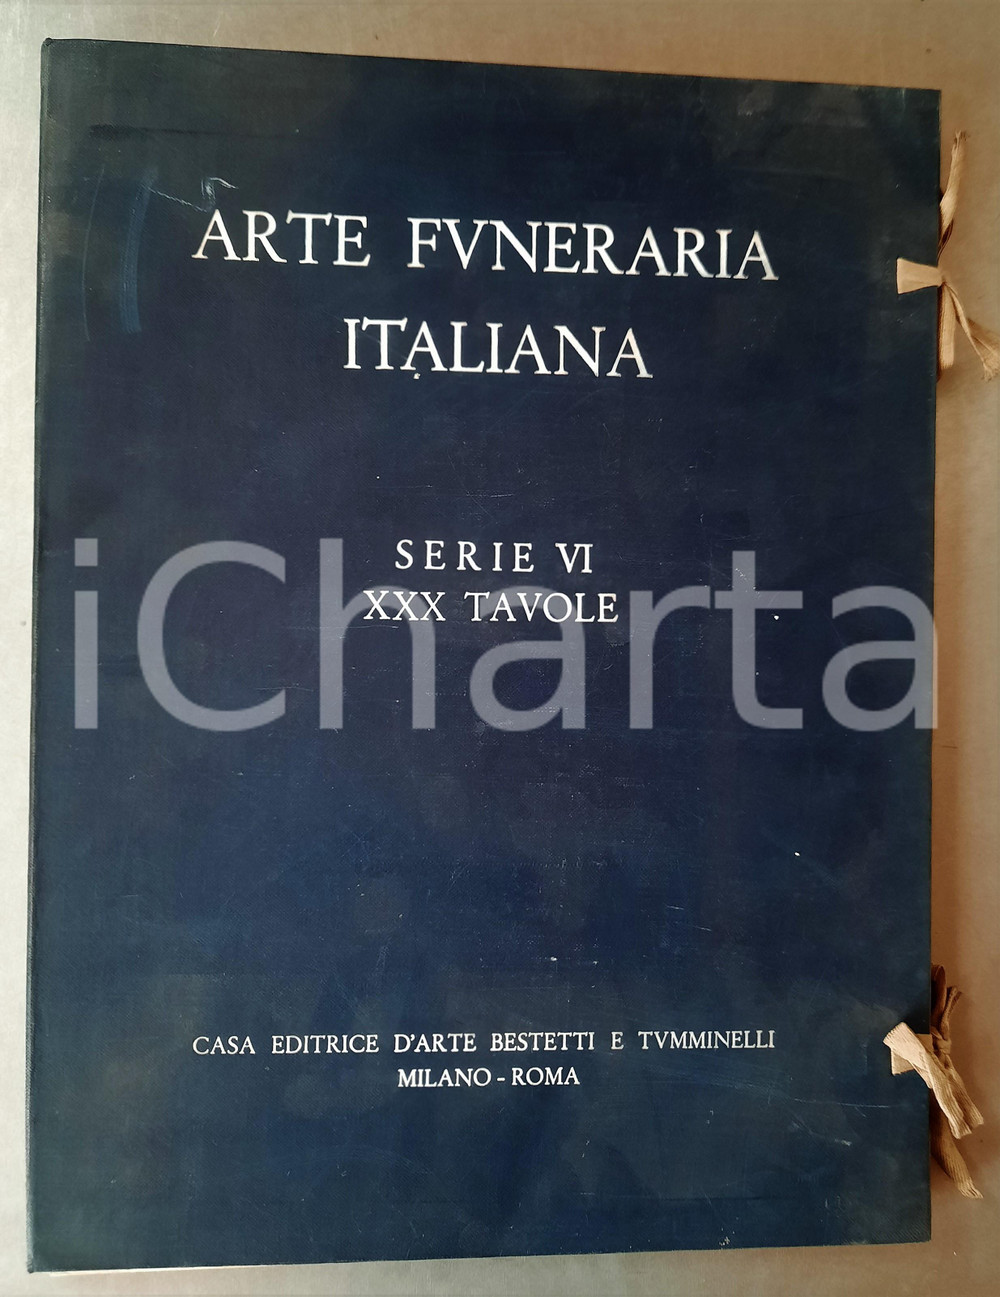 ARTE FVNERARIA
ITALIANA
SERIE VI
XXX TAVOLE
iCharta
CASA EDITRICE D'ARTE BESTETTI E TVMMINELLI
MILANO - ROMA